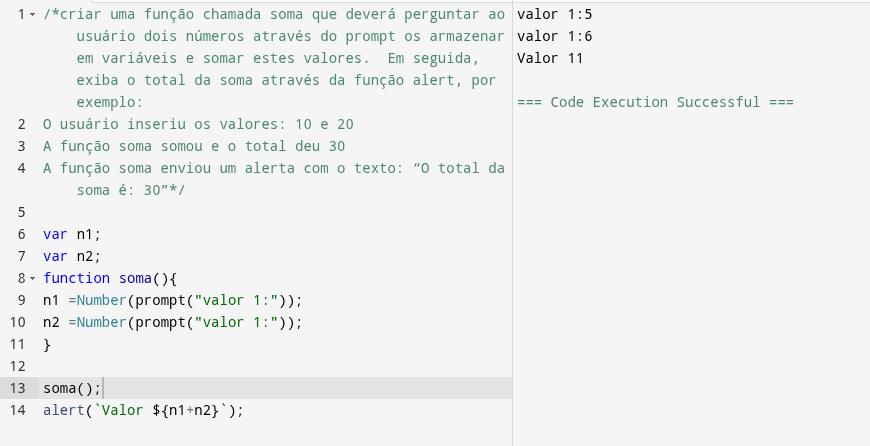 1 /*criar uma função chamada soma que deverá perguntar ao
usuário dois números através do prompt os armazenar
em variáveis e somar estes valores.  Em seguida,
exiba o total da soma através da função alert, por
exemplo:
2 O usuário inseriu os valores: 10 e 20
3 A função soma somou e o total deu 30
4 A função soma enviou um alerta com o texto: “O total da
soma é: 30”*/
5
6 var n1;
7 var n2;
8 function soma(){
9 n1 =Number(prompt("valor 1:"));
10 n2 =Number(prompt("valor 1:"));
11 }
12
13 soma();
14 alert(`Valor ${n1+n2}`);
valor 1:5
valor 1:6
Valor 11
=== Code Execution Successful ===